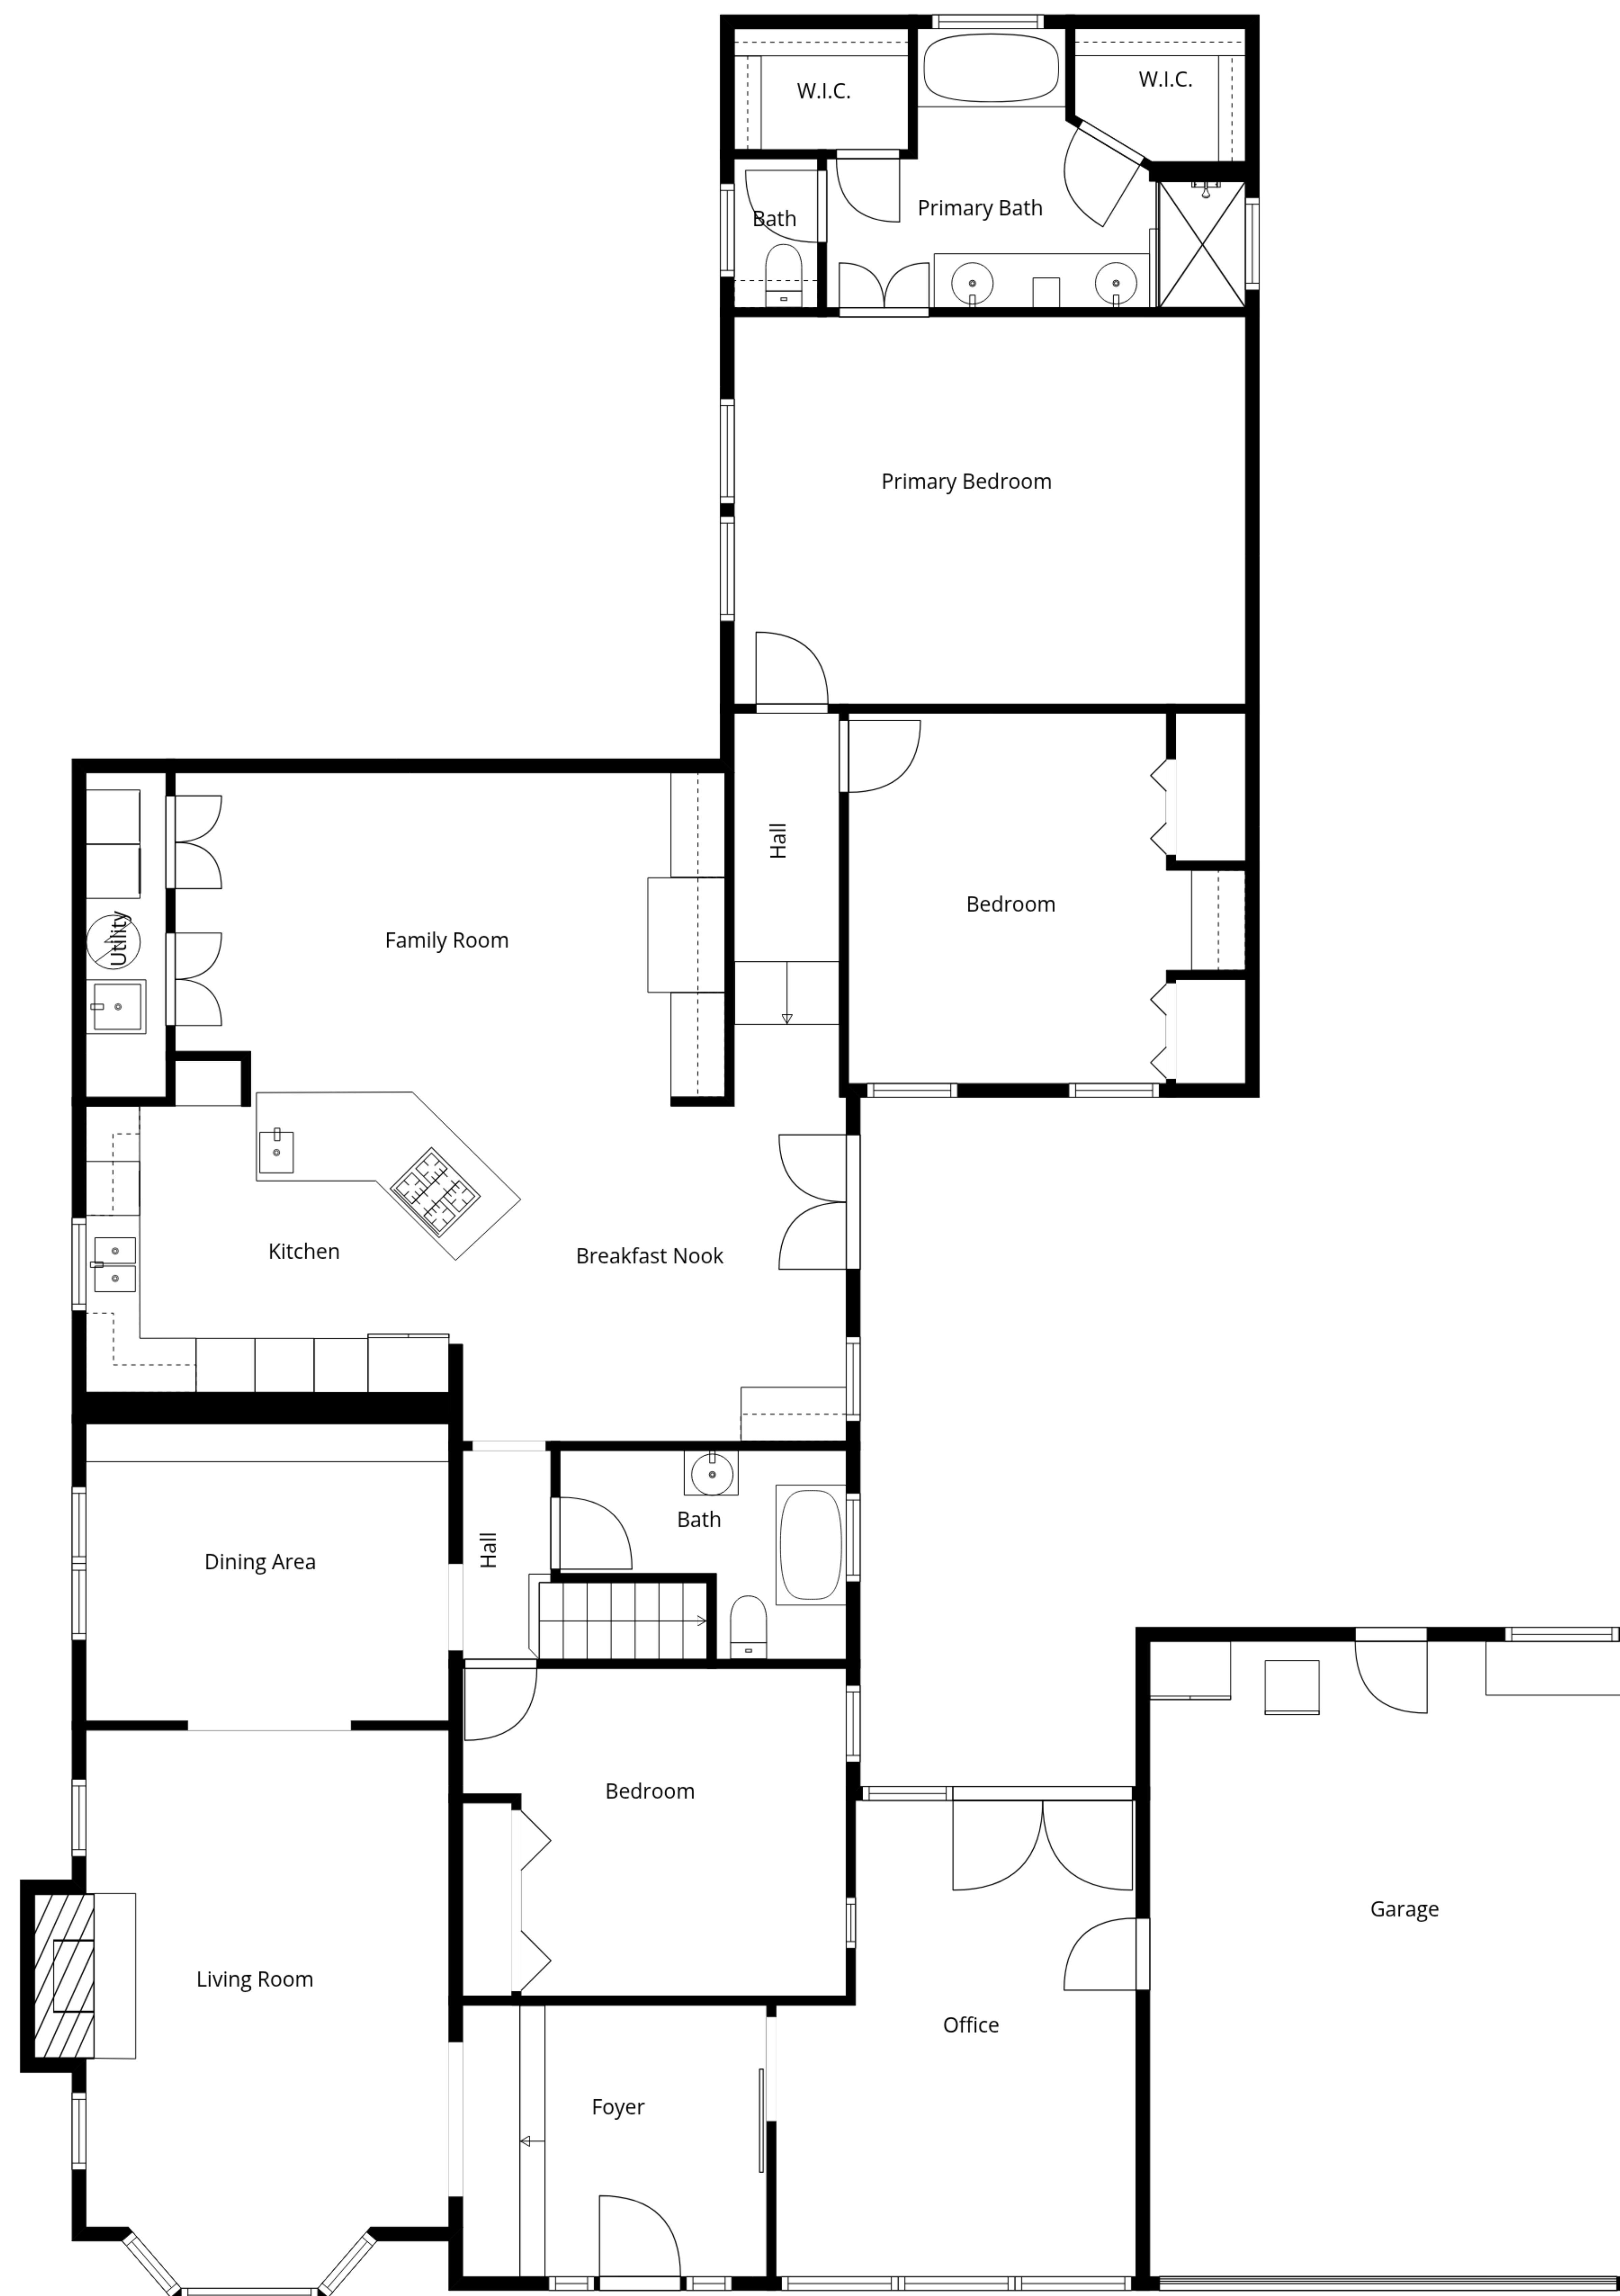 W.I.C.
W.I.C.
Bath
Primary Bath
Primary Bedroom
Hall
Bedroom
Utility
Family Room
Kitchen
Breakfast Nook
Hall
Bath
Dining Area
Bedroom
Garage
Living Room
Office
Foyer